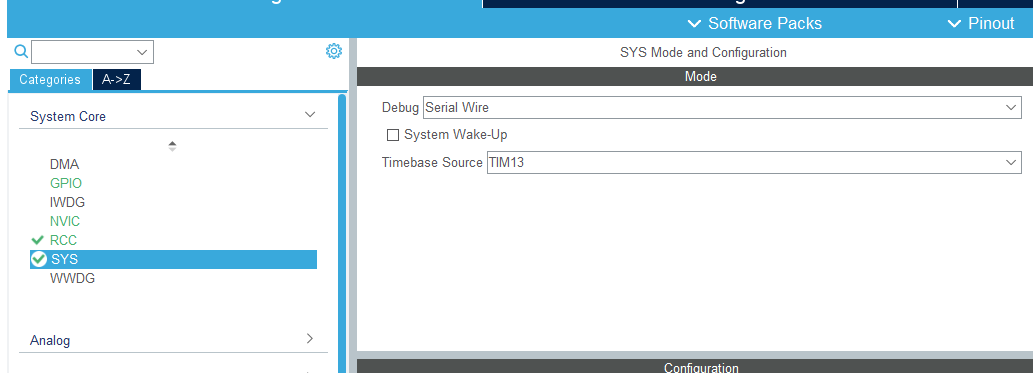 Software Packs
Pinout
Categories
A->Z
System Core
DMA
GPIO
IWDG
NVIC
RCC
SYS
WWDG
Analog
SYS Mode and Configuration
Mode
Debug Serial Wire
System Wake-Up
Timebase Source TIM13
Configuration